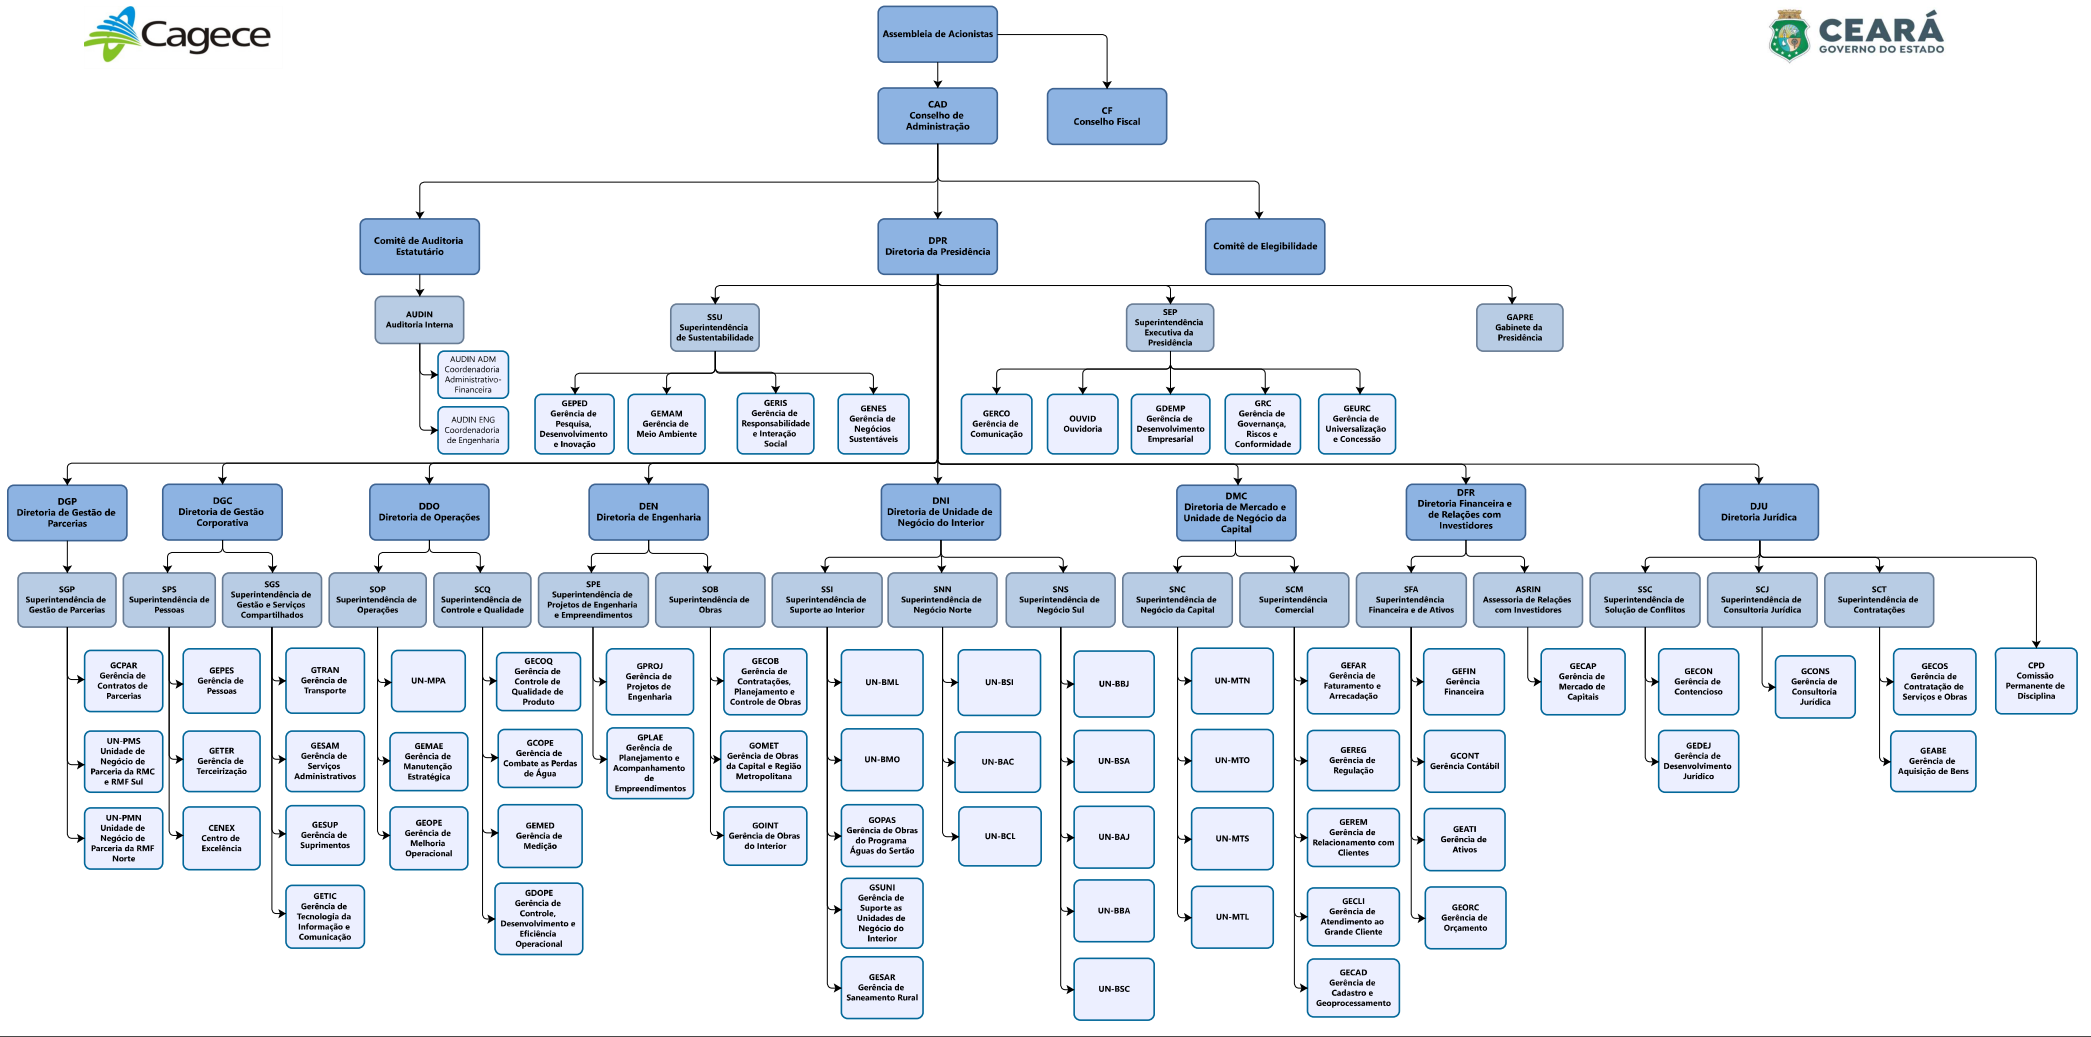 Cagece
CEARÁ
GOVERNO DO ESTADO
Assembleia de Acionistas
CAD
Conselho de
Administração
CF
Conselho Fiscal
Comitê de Auditoria
Estatutário
DPR
Diretoria da Presidência
Comitê de Elegibilidade
AUDIN
Auditoria Interna
SSU
Superintendência
de Sustentabilidade
SEP
Superintendência
Executiva da
Presidência
GAPRE
Gabinete da
Presidência
AUDIN ADM
Coordenadoria
Administrativo-
Financeira
AUDIN ENG
Coordenadoria
de Engenharia
GEPED
Gerência de
Pesquisa,
Desenvolvimento
e Inovação
GEMAM
Gerência de
Meio Ambiente
GERIS
Gerência de
Responsabilidade
e Interação
Social
GENES
Gerência de
Negócios
Sustentáveis
GERCO
Gerência de
Comunicação
OUVID
Ouvidoria
GDEMP
Gerência de
Desenvolvimento
Empresarial
GRC
Gerência de
Governança,
Riscos e
Conformidade
GEURC
Gerência de
Universalização
e Concessão
DGP
Diretoria de Gestão de
Parcerias
DGC
Diretoria de Gestão
Corporativa
DDO
Diretoria de Operações
DEN
Diretoria de Engenharia
DNI
Diretoria de Unidade de
Negócio do Interior
DMC
Diretoria de Mercado e
Unidade de Negócio da
Capital
DFR
Diretoria Financeira e
de Relações com
Investidores
DJU
Diretoria Jurídica
SGP
Superintendência de
Gestão de Parcerias
SPS
Superintendência de
Pessoas
SGS
Superintendência de
Gestão e Serviços
Compartilhados
SOP
Superintendência de
Operações
SCQ
Superintendência de
Controle e Qualidade
SPE
Superintendência de
Projetos de Engenharia
e Empreendimentos
SOB
Superintendência de
Obras
SSI
Superintendência de
Suporte ao Interior
SNN
Superintendência de
Negócio Norte
SNS
Superintendência de
Negócio Sul
SNC
Superintendência de
Negócio da Capital
SCM
Superintendência
Comercial
SFA
Superintendência
Financeira e de Ativos
ASRIN
Assessoria de Relações
com Investidores
SSC
Superintendência de
Solução de Conflitos
SCJ
Superintendência de
Consultoria Jurídica
SCT
Superintendência de
Contratações
GCPAR
Gerência de
Contratos de
Parcerias
UN-PMS
Unidade de
Negócio de
Parceria da RMC
e RMF Sul
UN-PMN
Unidade de
Negócio de
Parceria da RMF
Norte
GEPES
Gerência de
Pessoas
GETER
Gerência de
Terceirização
CENEX
Centro de
Excelência
GTRAN
Gerência de
Transporte
GESAM
Gerência de
Serviços
Administrativos
GESUP
Gerência de
Suprimentos
GETIC
Gerência de
Tecnologia da
Informação e
Comunicação
UN-MPA
GEMAE
Gerência de
Manutenção
Estratégica
GEOPE
Gerência de
Melhoria
Operacional
GECOQ
Gerência de
Controle de
Qualidade de
Produto
GCOPE
Gerência de
Combate as Perdas
de Água
GEMED
Gerência de
Medição
GDOPE
Gerência de
Controle,
Desenvolvimento e
Eficiência
Operacional
GPROJ
Gerência de
Projetos de
Engenharia
GPLAE
Gerência de
Planejamento e
Acompanhamento
de
Empreendimentos
GECOB
Gerência de
Contratações,
Planejamento e
Controle de Obras
GOMET
Gerência de Obras
da Capital e Região
Metropolitana
GOINT
Gerência de Obras
do Interior
UN-BML
UN-BMO
GOPAS
Gerência de Obras
do Programa
Águas do Sertão
GSUNI
Gerência de
Suporte as
Unidades de
Negócio do
Interior
GESAR
Gerência de
Saneamento Rural
UN-BSI
UN-BAC
UN-BCL
UN-BBJ
UN-BSA
UN-BAJ
UN-BBA
UN-BSC
UN-MTN
UN-MTO
UN-MTS
UN-MTL
GEFAR
Gerência de
Faturamento e
Arrecadação
GEREG
Gerência de
Regulação
GEREM
Gerência de
Relacionamento com
Clientes
GECLI
Gerência de
Atendimento ao
Grande Cliente
GECAD
Gerência de
Cadastro e
Geoprocessamento
GEFIN
Gerência
Financeira
GCONT
Gerência Contábil
GEATI
Gerência de
Ativos
GEORC
Gerência de
Orçamento
GECAP
Gerência de
Mercado de
Capitais
GECON
Gerência de
Contencioso
GEDEJ
Gerência de
Desenvolvimento
Jurídico
GCONS
Gerência de
Consultoria
Jurídica
GECOS
Gerência de
Contratação de
Serviços e Obras
GEABE
Gerência de
Aquisição de Bens
CPD
Comissão
Permanente de
Disciplina